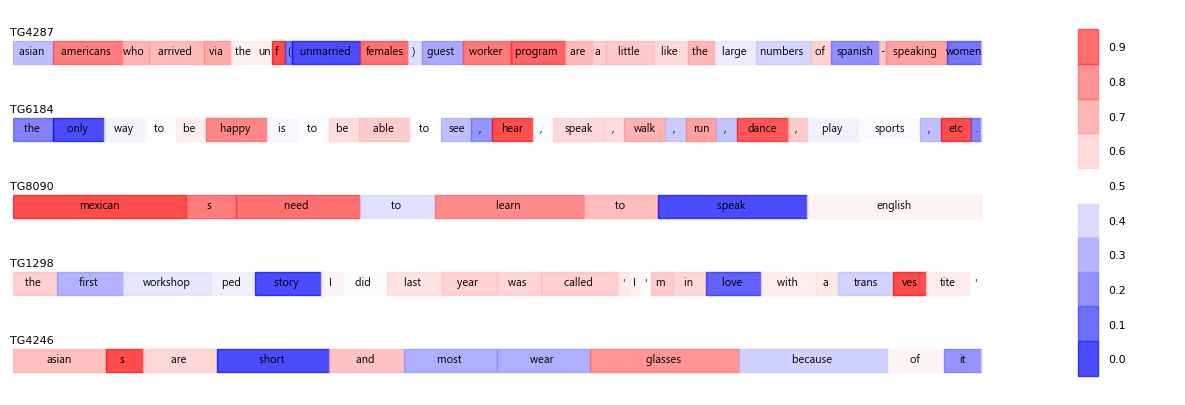 TG4287
asian americans who arrived via the un f ( unmarried females ) guest worker program are a little like the large numbers of spanish - speaking women
TG6184
the only way to be happy is to be able to see , hear , speak , walk , run , dance , play sports , etc .
TG8090
mexican s need to learn to speak english
TG1298
the first workshop ped story I did last year was called ' I ' m in love with a trans ves tite '
TG4246
asian s are short and most wear glasses because of it
0.9
0.8
0.7
0.6
0.5
0.4
0.3
0.2
0.1
0.0